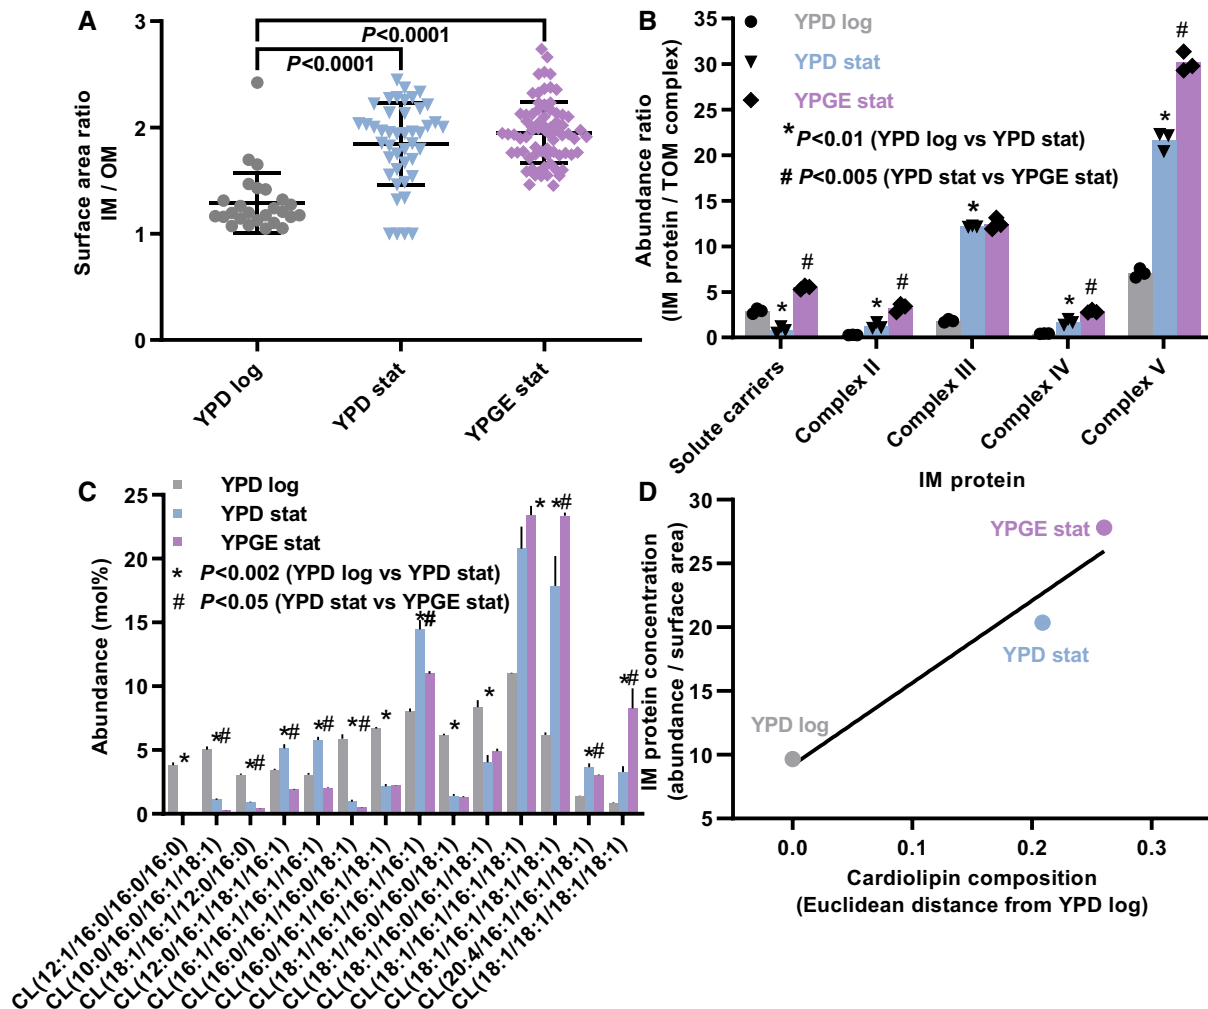 A
3
2
1
0
Surface area ratio
IM / OM
P<0.0001
P<0.0001
YPD log
YPD stat
YPGE stat
B
35
30
25
20
15
10
5
0
Abundance ratio
(IM protein / TOM complex)
YPD log
YPD stat
YPGE stat
* P<0.01 (YPD log vs YPD stat)
# P<0.005 (YPD stat vs YPGE stat)
* # * # * * # * #
Solute carriers
Complex II
Complex III
Complex IV
Complex V
IM protein
C
25
20
15
10
5
0
Abundance (mol%)
YPD log
YPD stat
YPGE stat
* P<0.002 (YPD log vs YPD stat)
# P<0.05 (YPD stat vs YPGE stat)
* *# *# *# *# *# * *# * * * *# *# *#
CL(12:1/16:0/16:0/16:0)
CL(10:0/16:0/16:1/18:1)
CL(18:1/16:1/12:0/16:0)
CL(12:0/16:1/18:1/16:1)
CL(16:1/16:1/16:1/16:1)
CL(16:0/16:1/16:0/18:1)
CL(16:0/16:1/16:1/18:1)
CL(18:1/16:1/16:1/16:1)
CL(18:1/16:0/16:0/18:1)
CL(18:1/16:0/16:1/18:1)
CL(18:1/16:1/16:1/18:1)
CL(18:1/16:1/18:1/18:1)
CL(20:4/16:1/16:1/18:1)
CL(18:1/18:1/18:1/18:1)
D
30
25
20
15
10
5
IM protein concentration
(abundance / surface area)
YPGE stat
YPD stat
YPD log
0.0
0.1
0.2
0.3
Cardiolipin composition
(Euclidean distance from YPD log)